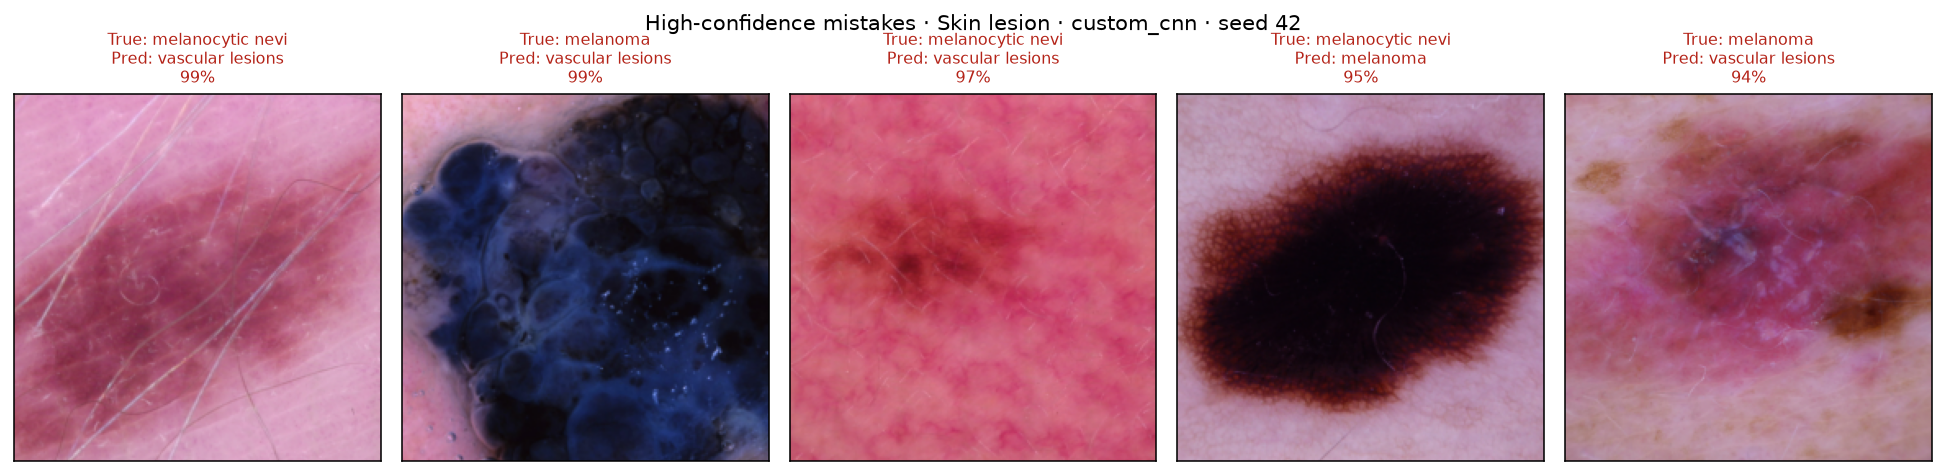 High-confidence mistakes · Skin lesion · custom_cnn · seed 42
True: melanocytic nevi
Pred: vascular lesions
99%
True: melanoma
Pred: vascular lesions
99%
True: melanocytic nevi
Pred: vascular lesions
97%
True: melanocytic nevi
Pred: melanoma
95%
True: melanoma
Pred: vascular lesions
94%